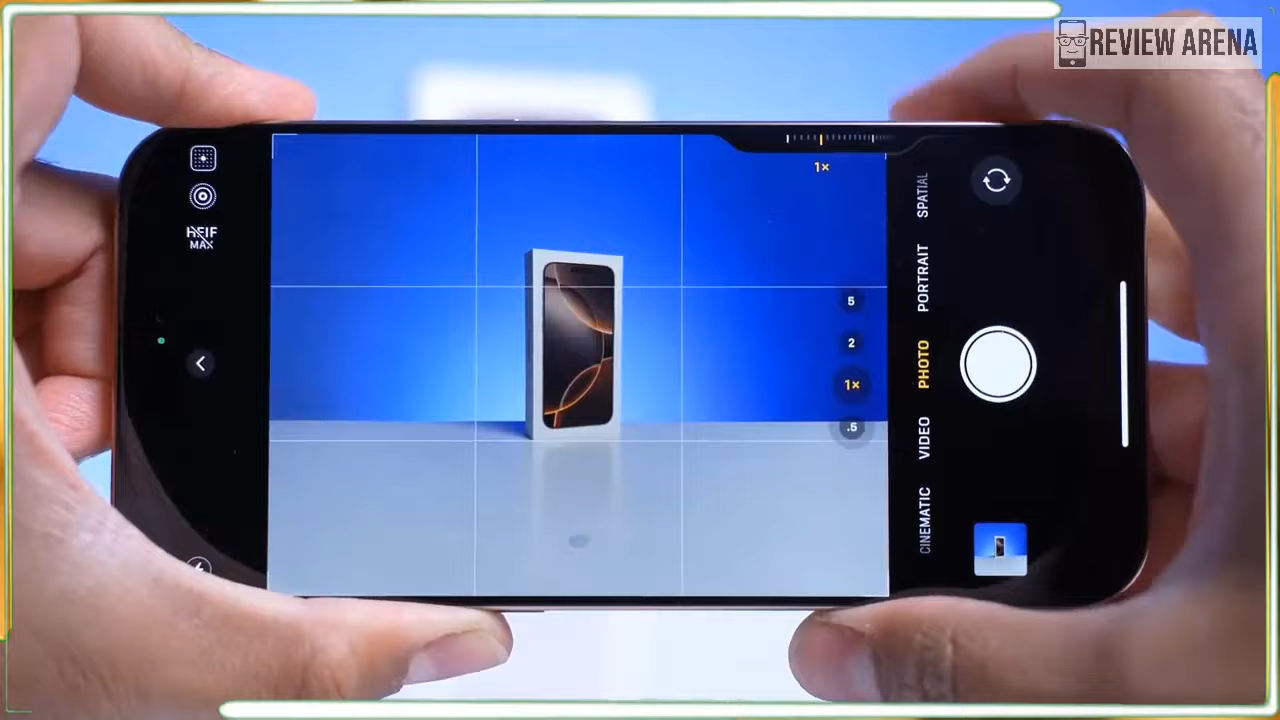 REVIEW ARENA
HEIF
MAX
1×
5
2
1×
.5
SPATIAL
PORTRAIT
PHOTO
VIDEO
CINEMATIC